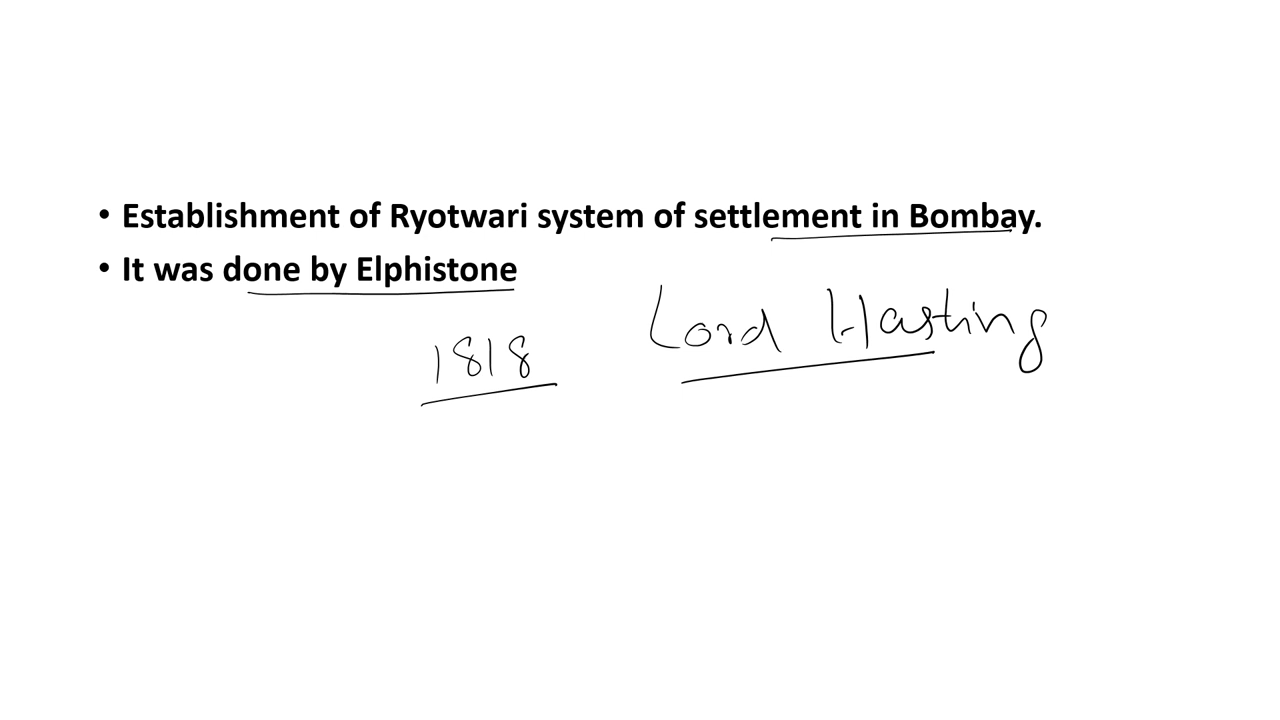 • Establishment of Ryotwari system of settlement in Bombay.
• It was done by Elphistone
1818 Lord Hasting